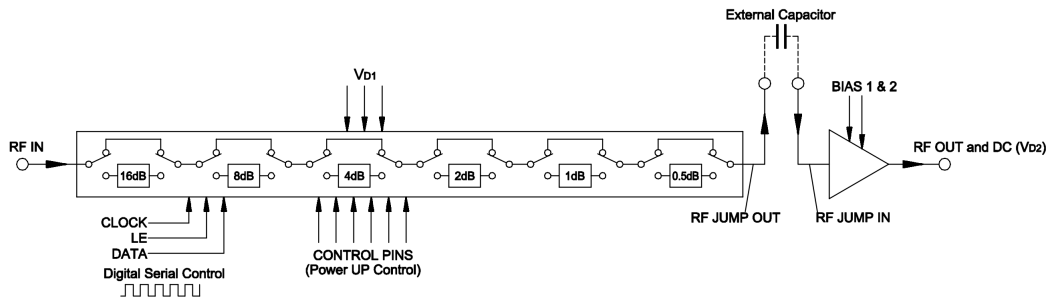 External Capacitor
VD1
BIAS 1 & 2
RF IN
RF OUT and DC (VD2)
16dB
8dB
4dB
2dB
1dB
0.5dB
RF JUMP OUT
RF JUMP IN
CLOCK
LE
DATA
CONTROL PINS
(Power UP Control)
Digital Serial Control